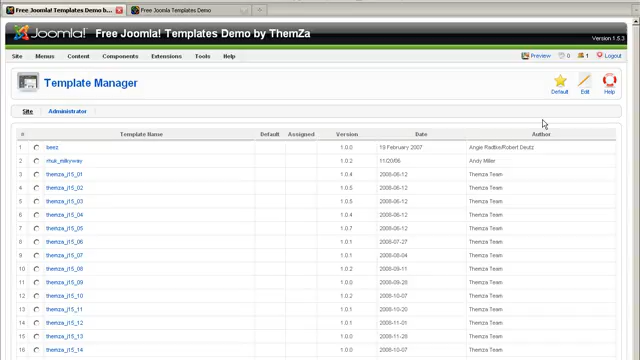 Free Joomla! Templates Demo b... Free Joomla! Templates Demo
Joomla! Free Joomla! Templates Demo by ThemZa Version 1.5.3
Site Menus Content Components Extensions Tools Help Preview 0 1 Logout
Template Manager Default Edit Help
Site Administrator
# Template Name Default Assigned Version Date Author
1 beez 1.0.0 19 February 2007 Angie Radtke/Robert Deutz
2 rhuk_milkyway 1.0.2 11/20/06 Andy Miller
3 themza_j15_01 1.0.4 2008-06-12 Themza Team
4 themza_j15_02 1.0.5 2008-06-12 Themza Team
5 themza_j15_03 1.0.5 2008-06-12 Themza Team
6 themza_j15_04 1.0.4 2008-06-12 Themza Team
7 themza_j15_05 1.0.7 2008-06-12 Themza Team
8 themza_j15_06 1.0.1 2008-07-27 Themza Team
9 themza_j15_07 1.0.1 2008-08-04 Themza Team
10 themza_j15_08 1.0.2 2008-09-11 Themza Team
11 themza_j15_09 1.0.0 2008-09-28 Themza Team
12 themza_j15_10 1.0.2 2008-10-07 Themza Team
13 themza_j15_11 1.0.1 2008-10-20 Themza Team
14 themza_j15_12 1.0.1 2008-11-01 Themza Team
15 themza_j15_13 1.0.0 2008-11-28 Themza Team
16 themza_j15_14 1.0.0 2008-10-07 Themza Team